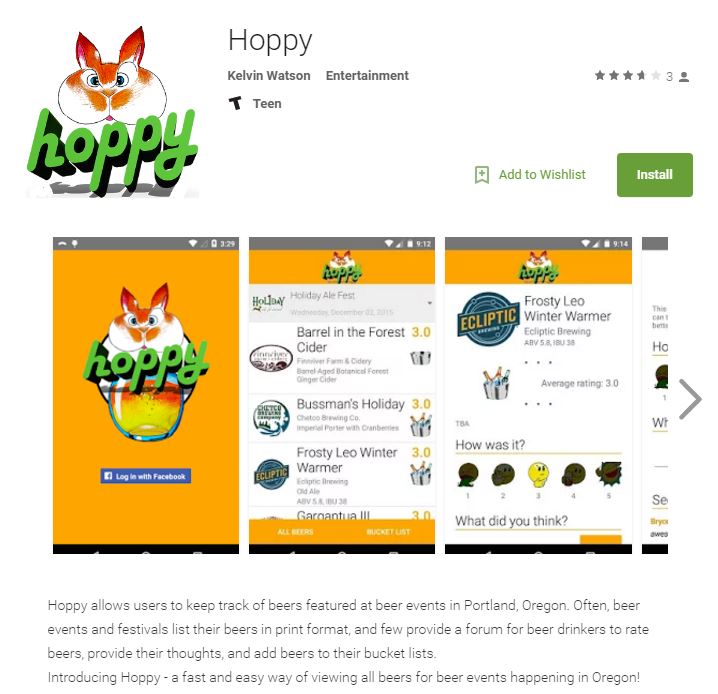 Hoppy
Kelvin Watson Entertainment
3
T Teen
hoppy
Add to Wishlist
Install
3:29
hoppy
Log in with Facebook
9:12
hoppy
HOLIDAY
Holiday Ale Fest
Wednesday, December 02, 2015
Barrel in the Forest
Cider
3.0
Finnriver
Finnriver Farm & Cidery
Barrel-Aged Botanical Forest
Ginger Cider
Bussman's Holiday
3.0
CHETCO
BREWING
COMPANY
Chetco Brewing Co.
Imperial Porter with Cranberries
Frosty Leo Winter
Warmer
3.0
ECLIPTIC
Ecliptic Brewing
Old Ale
ABV 5.8, IBU 38
Gargantua III
3.0
ALL BEERS
BUCKET LIST
9:14
hoppy
ECLIPTIC
BREWING
Frosty Leo
Winter Warmer
Ecliptic Brewing
ABV 5.8, IBU 38
Average rating: 3.0
TBA
How was it?
1 2 3 4 5
What did you think?
This
can t
bette
Ho
1
Wh
Se
Bryce
awes
Hoppy allows users to keep track of beers featured at beer events in Portland, Oregon. Often, beer
events and festivals list their beers in print format, and few provide a forum for beer drinkers to rate
beers, provide their thoughts, and add beers to their bucket lists.
Introducing Hoppy - a fast and easy way of viewing all beers for beer events happening in Oregon!